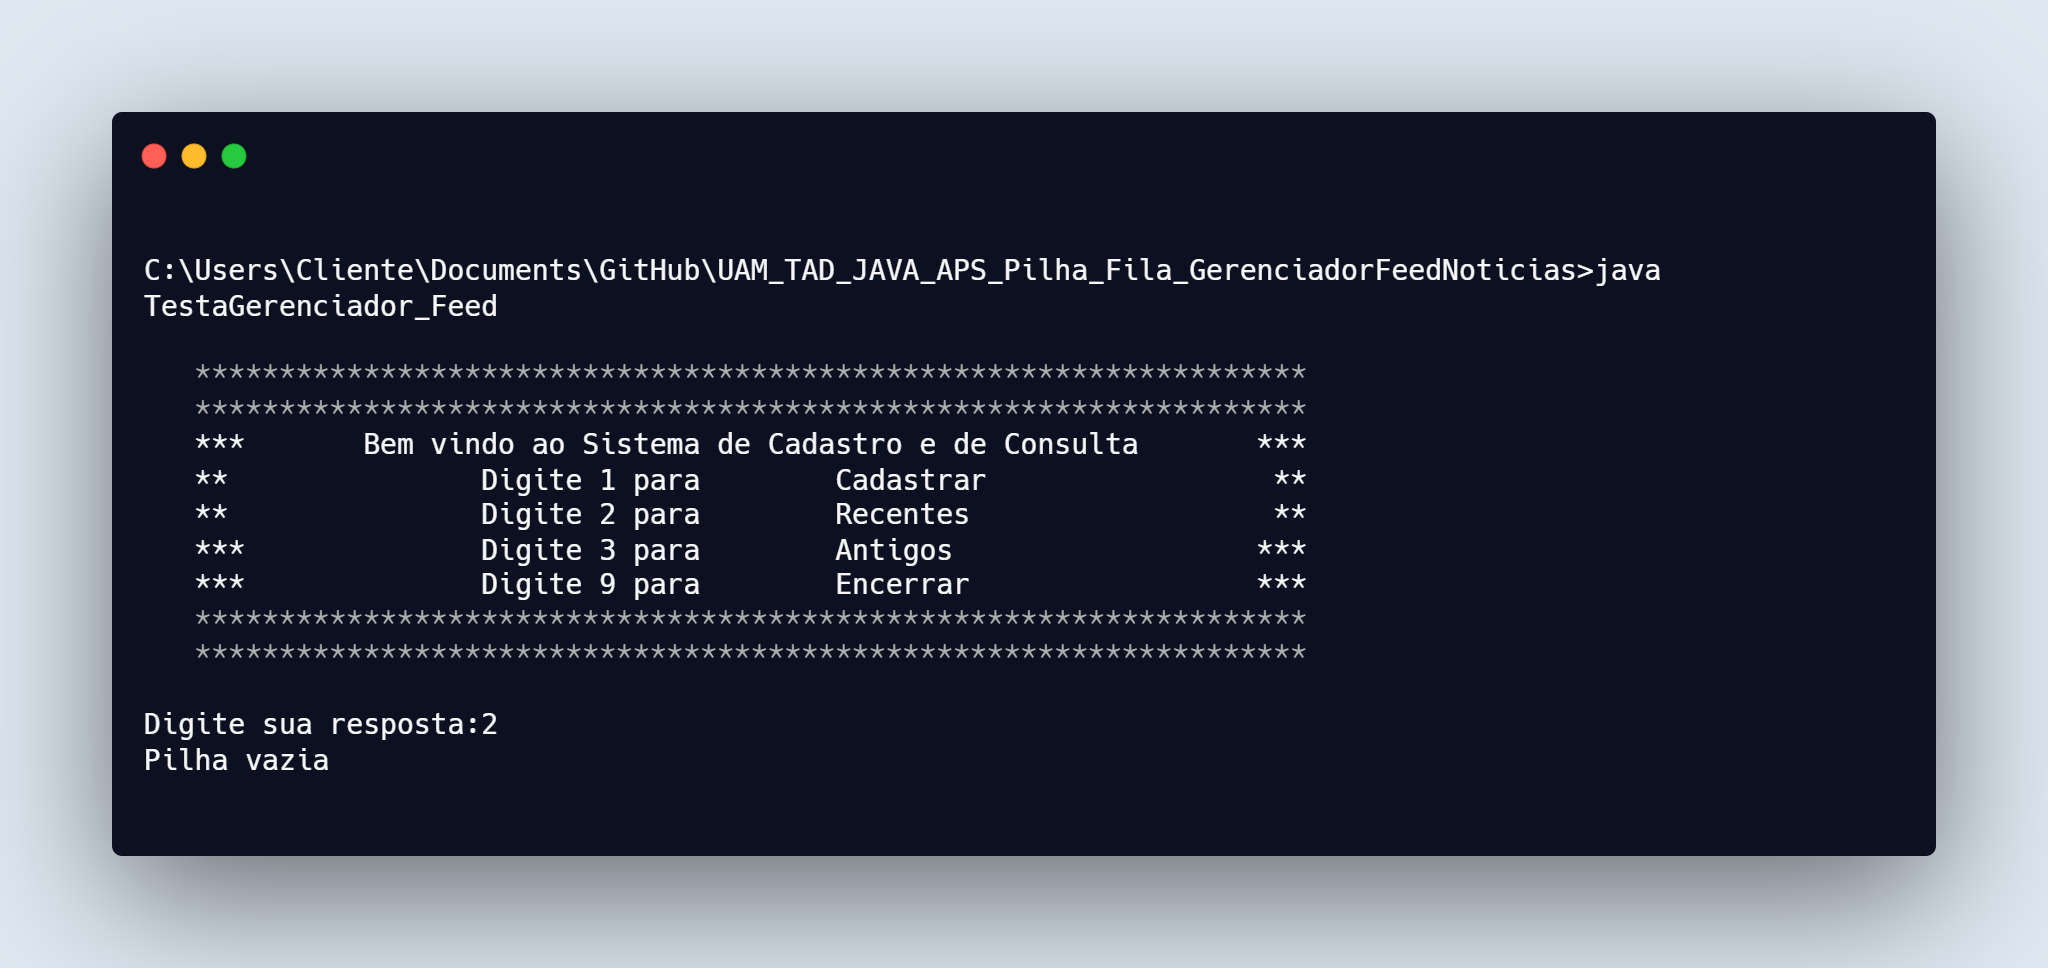 C:\Users\Cliente\Documents\GitHub\UAM_TAD_JAVA_APS_Pilha_Fila_GerenciadorFeedNoticias>java
TestaGerenciador_Feed
******************************************************************
******************************************************************
***       Bem vindo ao Sistema de Cadastro e de Consulta       ***
**               Digite 1 para        Cadastrar                 **
**               Digite 2 para        Recentes                  **
***              Digite 3 para        Antigos                  ***
***              Digite 9 para        Encerrar                 ***
******************************************************************
******************************************************************
Digite sua resposta:2
Pilha vazia